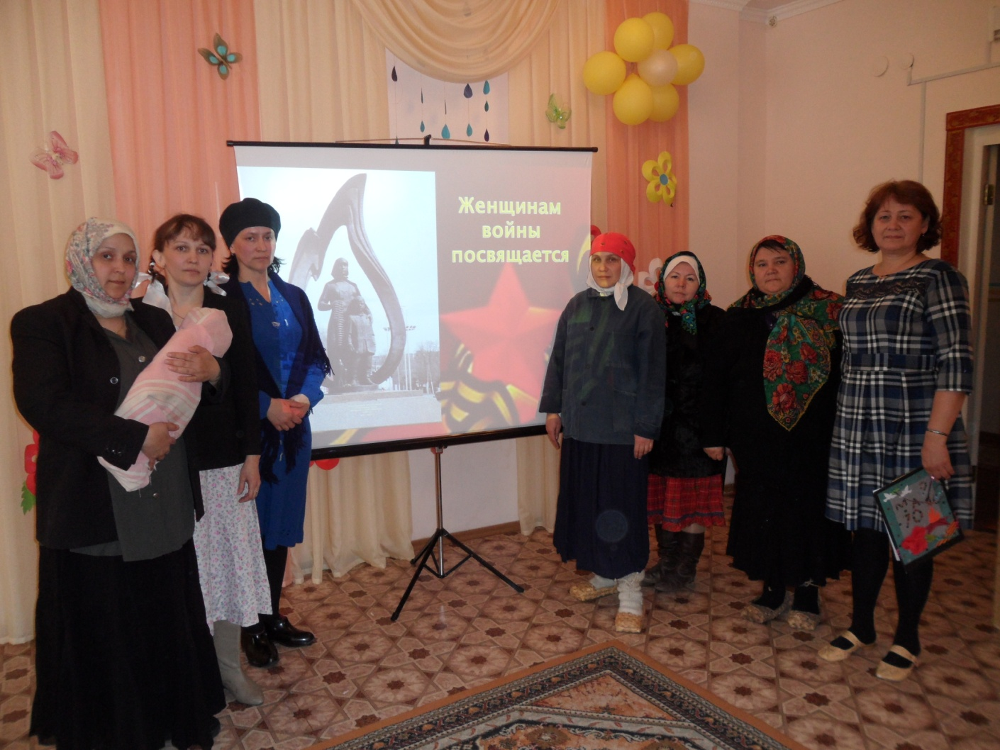 Женщинам
войны
посвящается